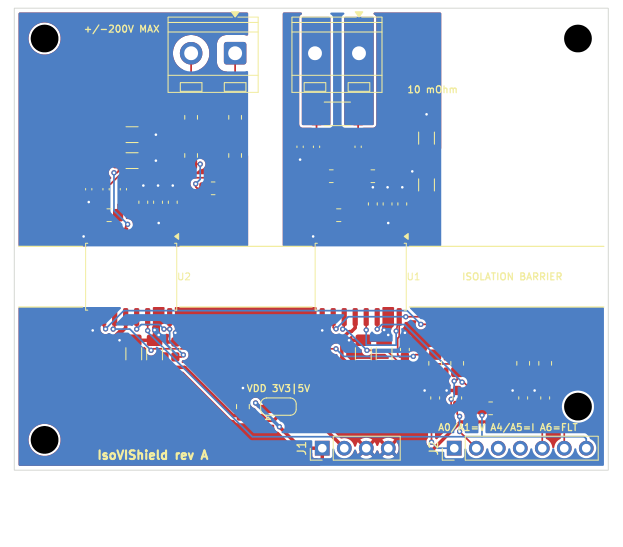 +/-200V MAX
10 mOhm
U2
U1
ISOLATION BARRIER
VDD 3V3|5V
A0/A1=V A4/A5=I A6=FLT
J1
IsoVIShield rev A